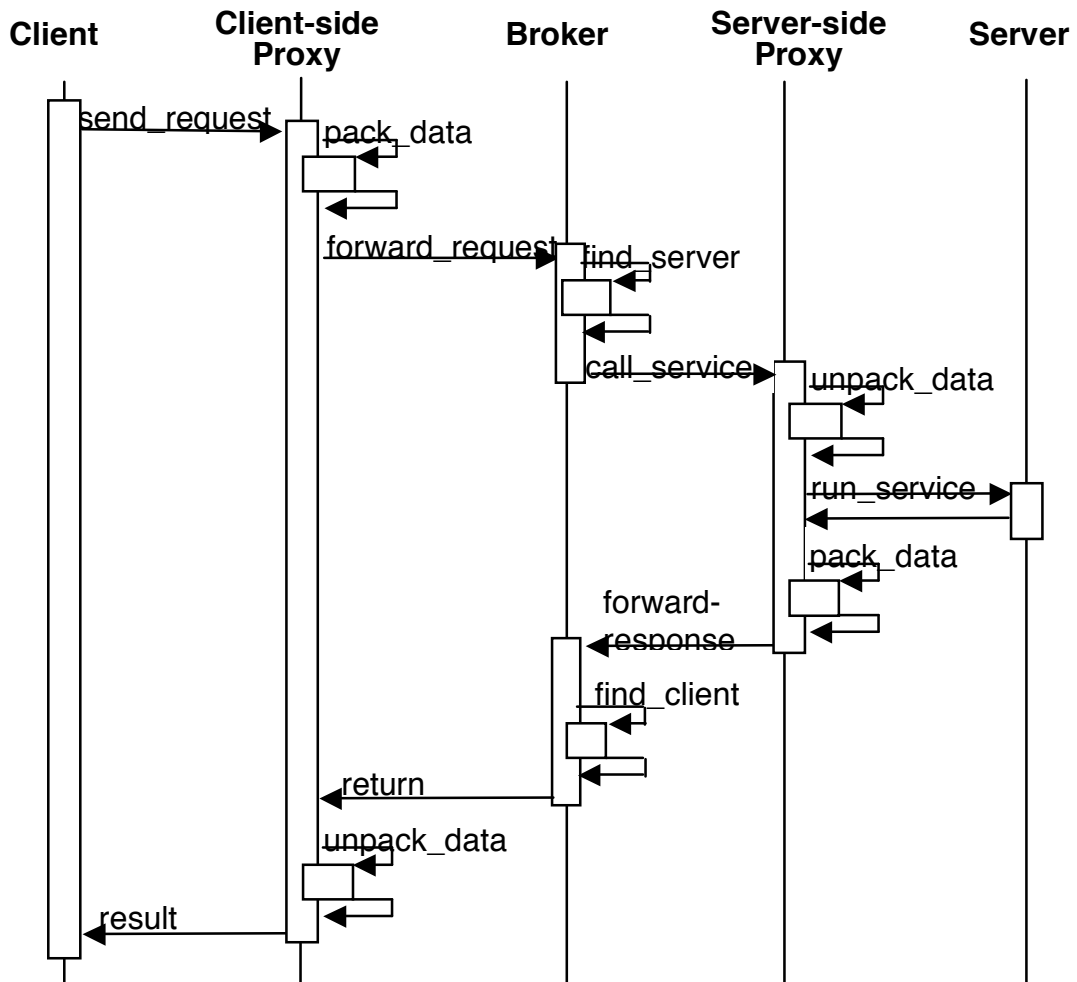 Client
Client-side
Proxy
Broker
Server-side
Proxy
Server
send_request
pack_data
forward_request
find_server
call_service
unpack_data
run_service
pack_data
forward-
response
find_client
return
unpack_data
result